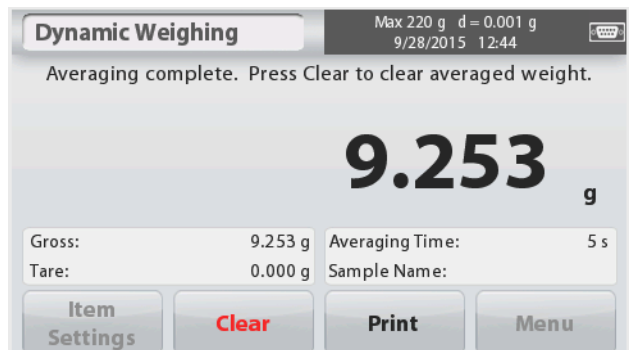 Dynamic Weighing
Max 220 g d = 0.001 g
9/28/2015 12:44
Averaging complete. Press Clear to clear averaged weight.
9.253 g
Gross: 9.253 g
Tare: 0.000 g
Averaging Time: 5 s
Sample Name:
Item
Settings
Clear
Print
Menu